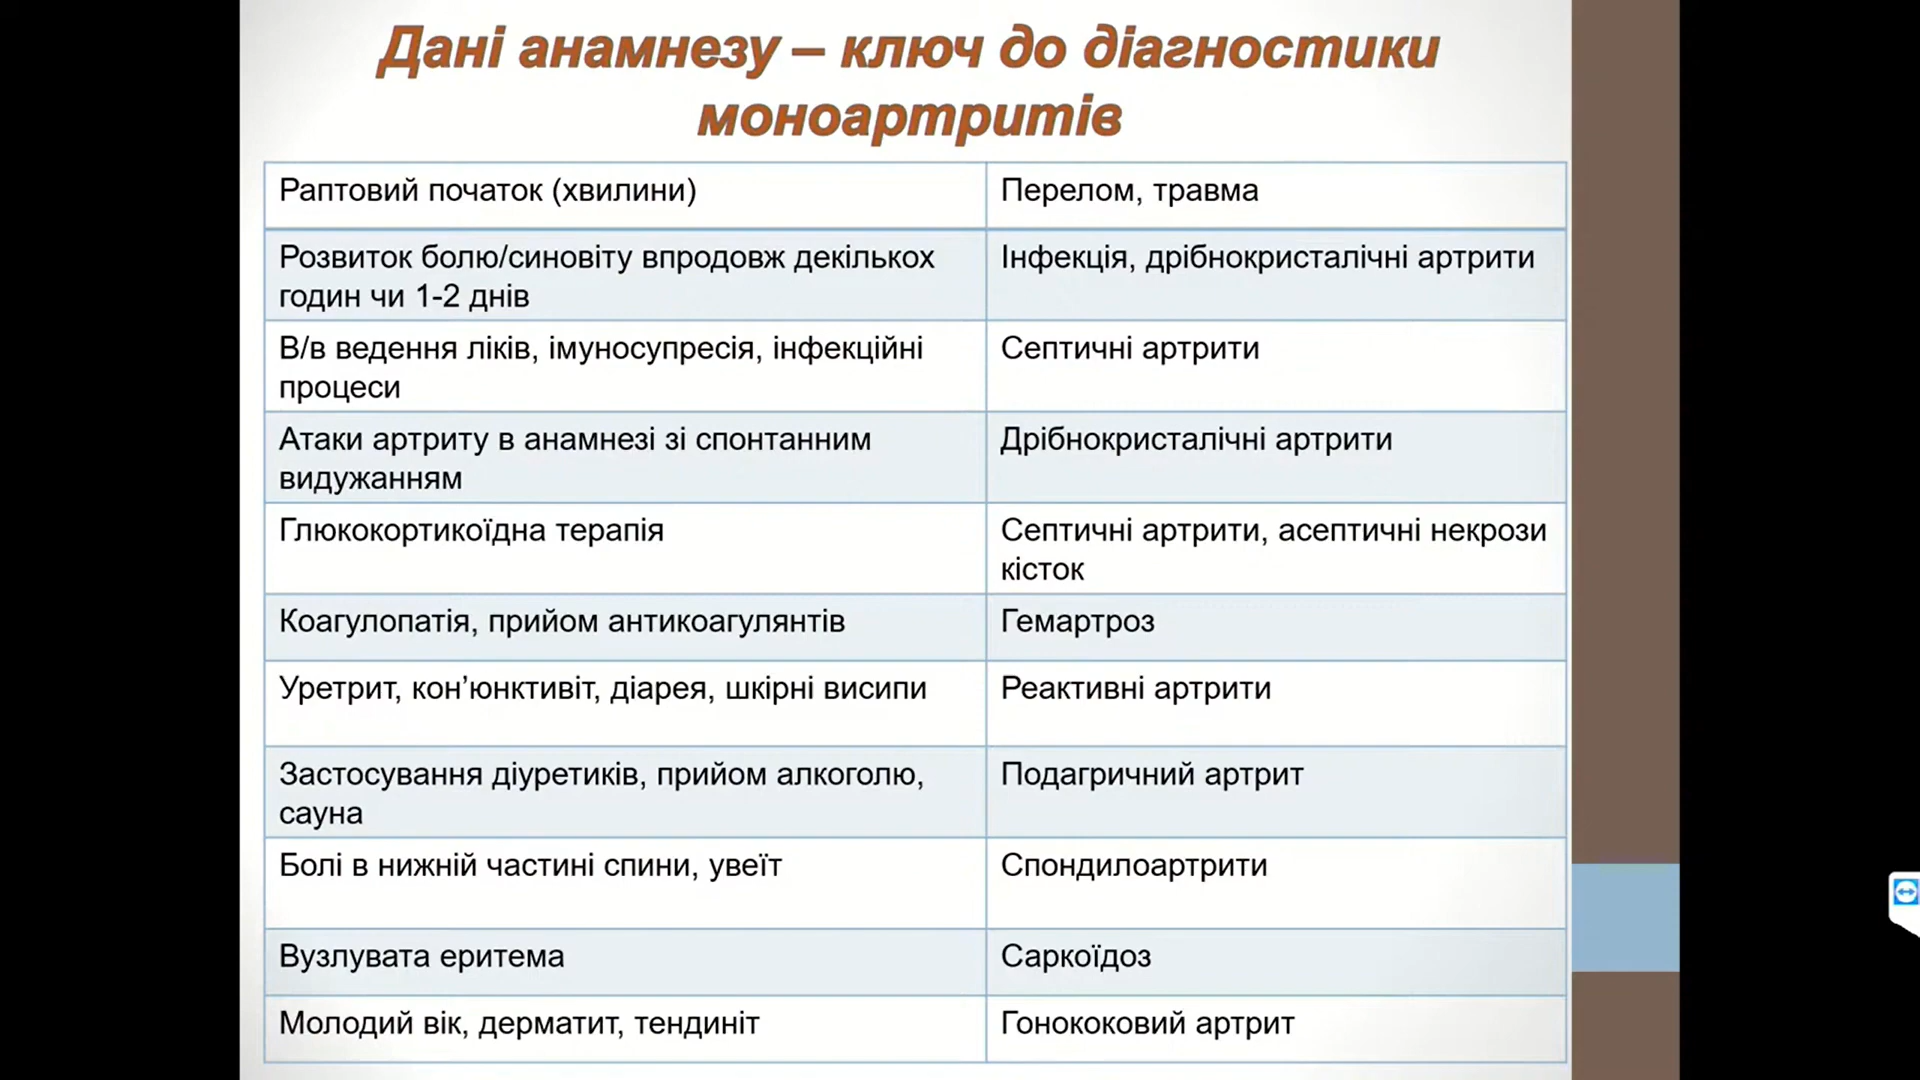 Дані анамнезу – ключ до діагностики
моноартритів
Раптовий початок (хвилини)
Перелом, травма
Розвиток болю/синовіту впродовж декількох
годин чи 1-2 днів
Інфекція, дрібнокристалічні артрити
В/в ведення ліків, імуносупресія, інфекційні
процеси
Септичні артрити
Атаки артриту в анамнезі зі спонтанним
видужанням
Дрібнокристалічні артрити
Глюкокортикоїдна терапія
Септичні артрити, асептичні некрози
кісток
Коагулопатія, прийом антикоагулянтів
Гемартроз
Уретрит, кон’юнктивіт, діарея, шкірні висипи
Реактивні артрити
Застосування діуретиків, прийом алкоголю,
сауна
Подагричний артрит
Болі в нижній частині спини, увеїт
Спондилоартрити
Вузлувата еритема
Саркоїдоз
Молодий вік, дерматит, тендиніт
Гонококовий артрит